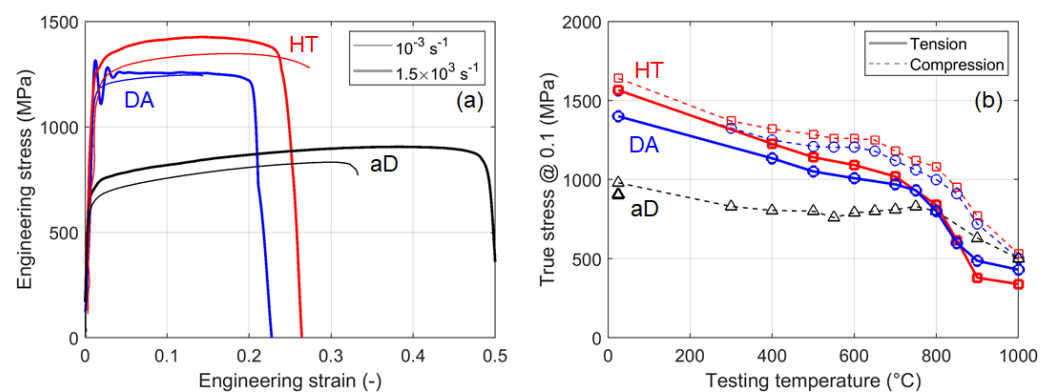 1500
1000
500
0
0
0.1
0.2
0.3
0.4
0.5
Engineering stress (MPa)
Engineering strain (-)
HT
DA
aD
10⁻³ s⁻¹
1.5×10³ s⁻¹
(a)
2000
1500
1000
500
0
0
200
400
600
800
1000
True stress @ 0.1 (MPa)
Testing temperature (°C)
HT
DA
aD
Tension
Compression
(b)